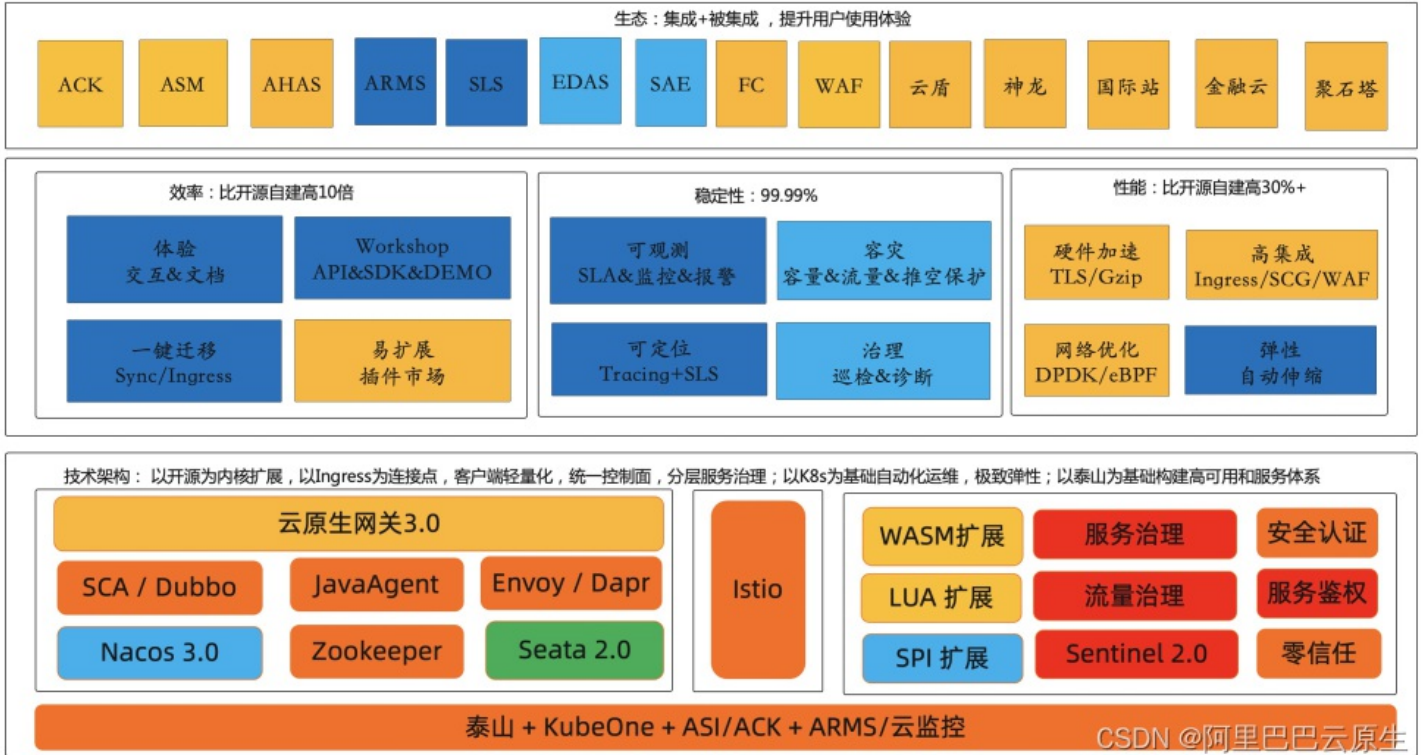 生态：集成+被集成 ，提升用户使用体验
ACK ASM AHAS ARMS SLS EDAS SAE FC WAF 云盾 神龙 国际站 金融云 聚石塔
效率：比开源自建高10倍
体验
交互&文档
Workshop
API&SDK&DEMO
一键迁移
Sync/Ingress
易扩展
插件市场
稳定性：99.99%
可观测
SLA&监控&报警
容灾
容量&流量&推空保护
可定位
Tracing+SLS
治理
巡检&诊断
性能：比开源自建高30%+
硬件加速
TLS/Gzip
高集成
Ingress/SCG/WAF
网络优化
DPDK/eBPF
弹性
自动伸缩
技术架构： 以开源为内核扩展，以Ingress为连接点，客户端轻量化，统一控制面，分层服务治理；以K8s为基础自动化运维，极致弹性；以泰山为基础构建高可用和服务体系
云原生网关3.0
SCA / Dubbo JavaAgent Envoy / Dapr
Nacos 3.0 Zookeeper Seata 2.0
Istio
WASM扩展 服务治理 安全认证
LUA 扩展 流量治理 服务鉴权
SPI 扩展 Sentinel 2.0 零信任
泰山 + KubeOne + ASI/ACK + ARMS/云监控
CSDN @阿里巴巴云原生